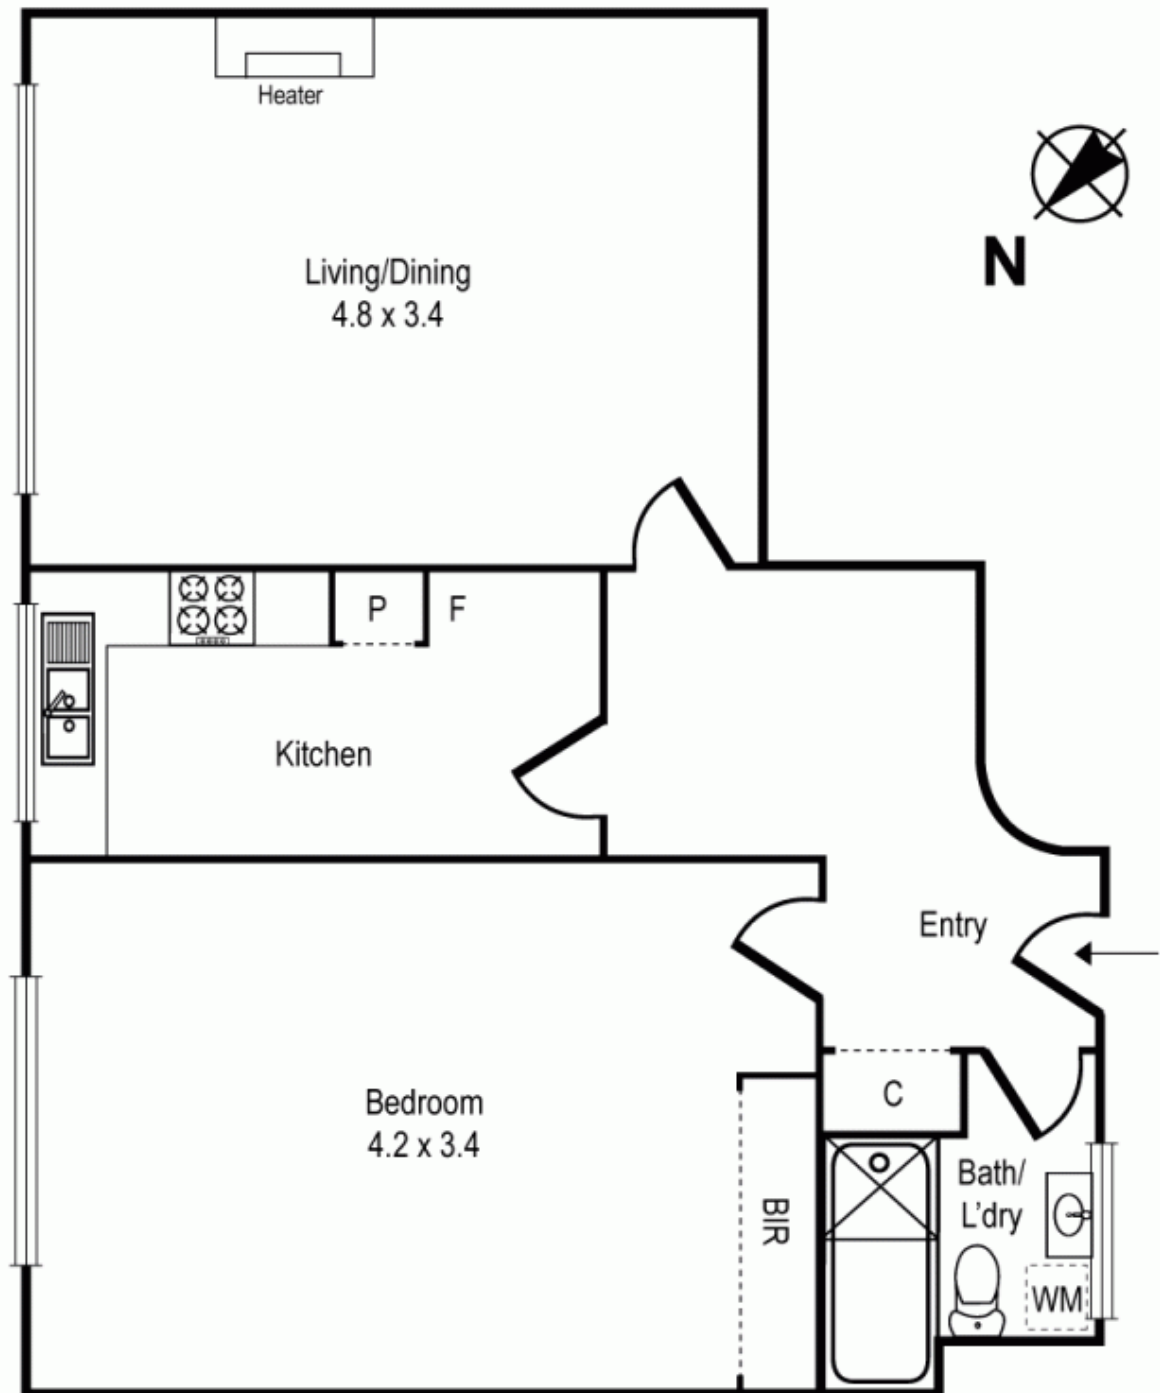 Heater
Living/Dining
4.8 x 3.4
N
P
F
Kitchen
Entry
Bedroom
4.2 x 3.4
C
BIR
Bath/
L'dry
WM